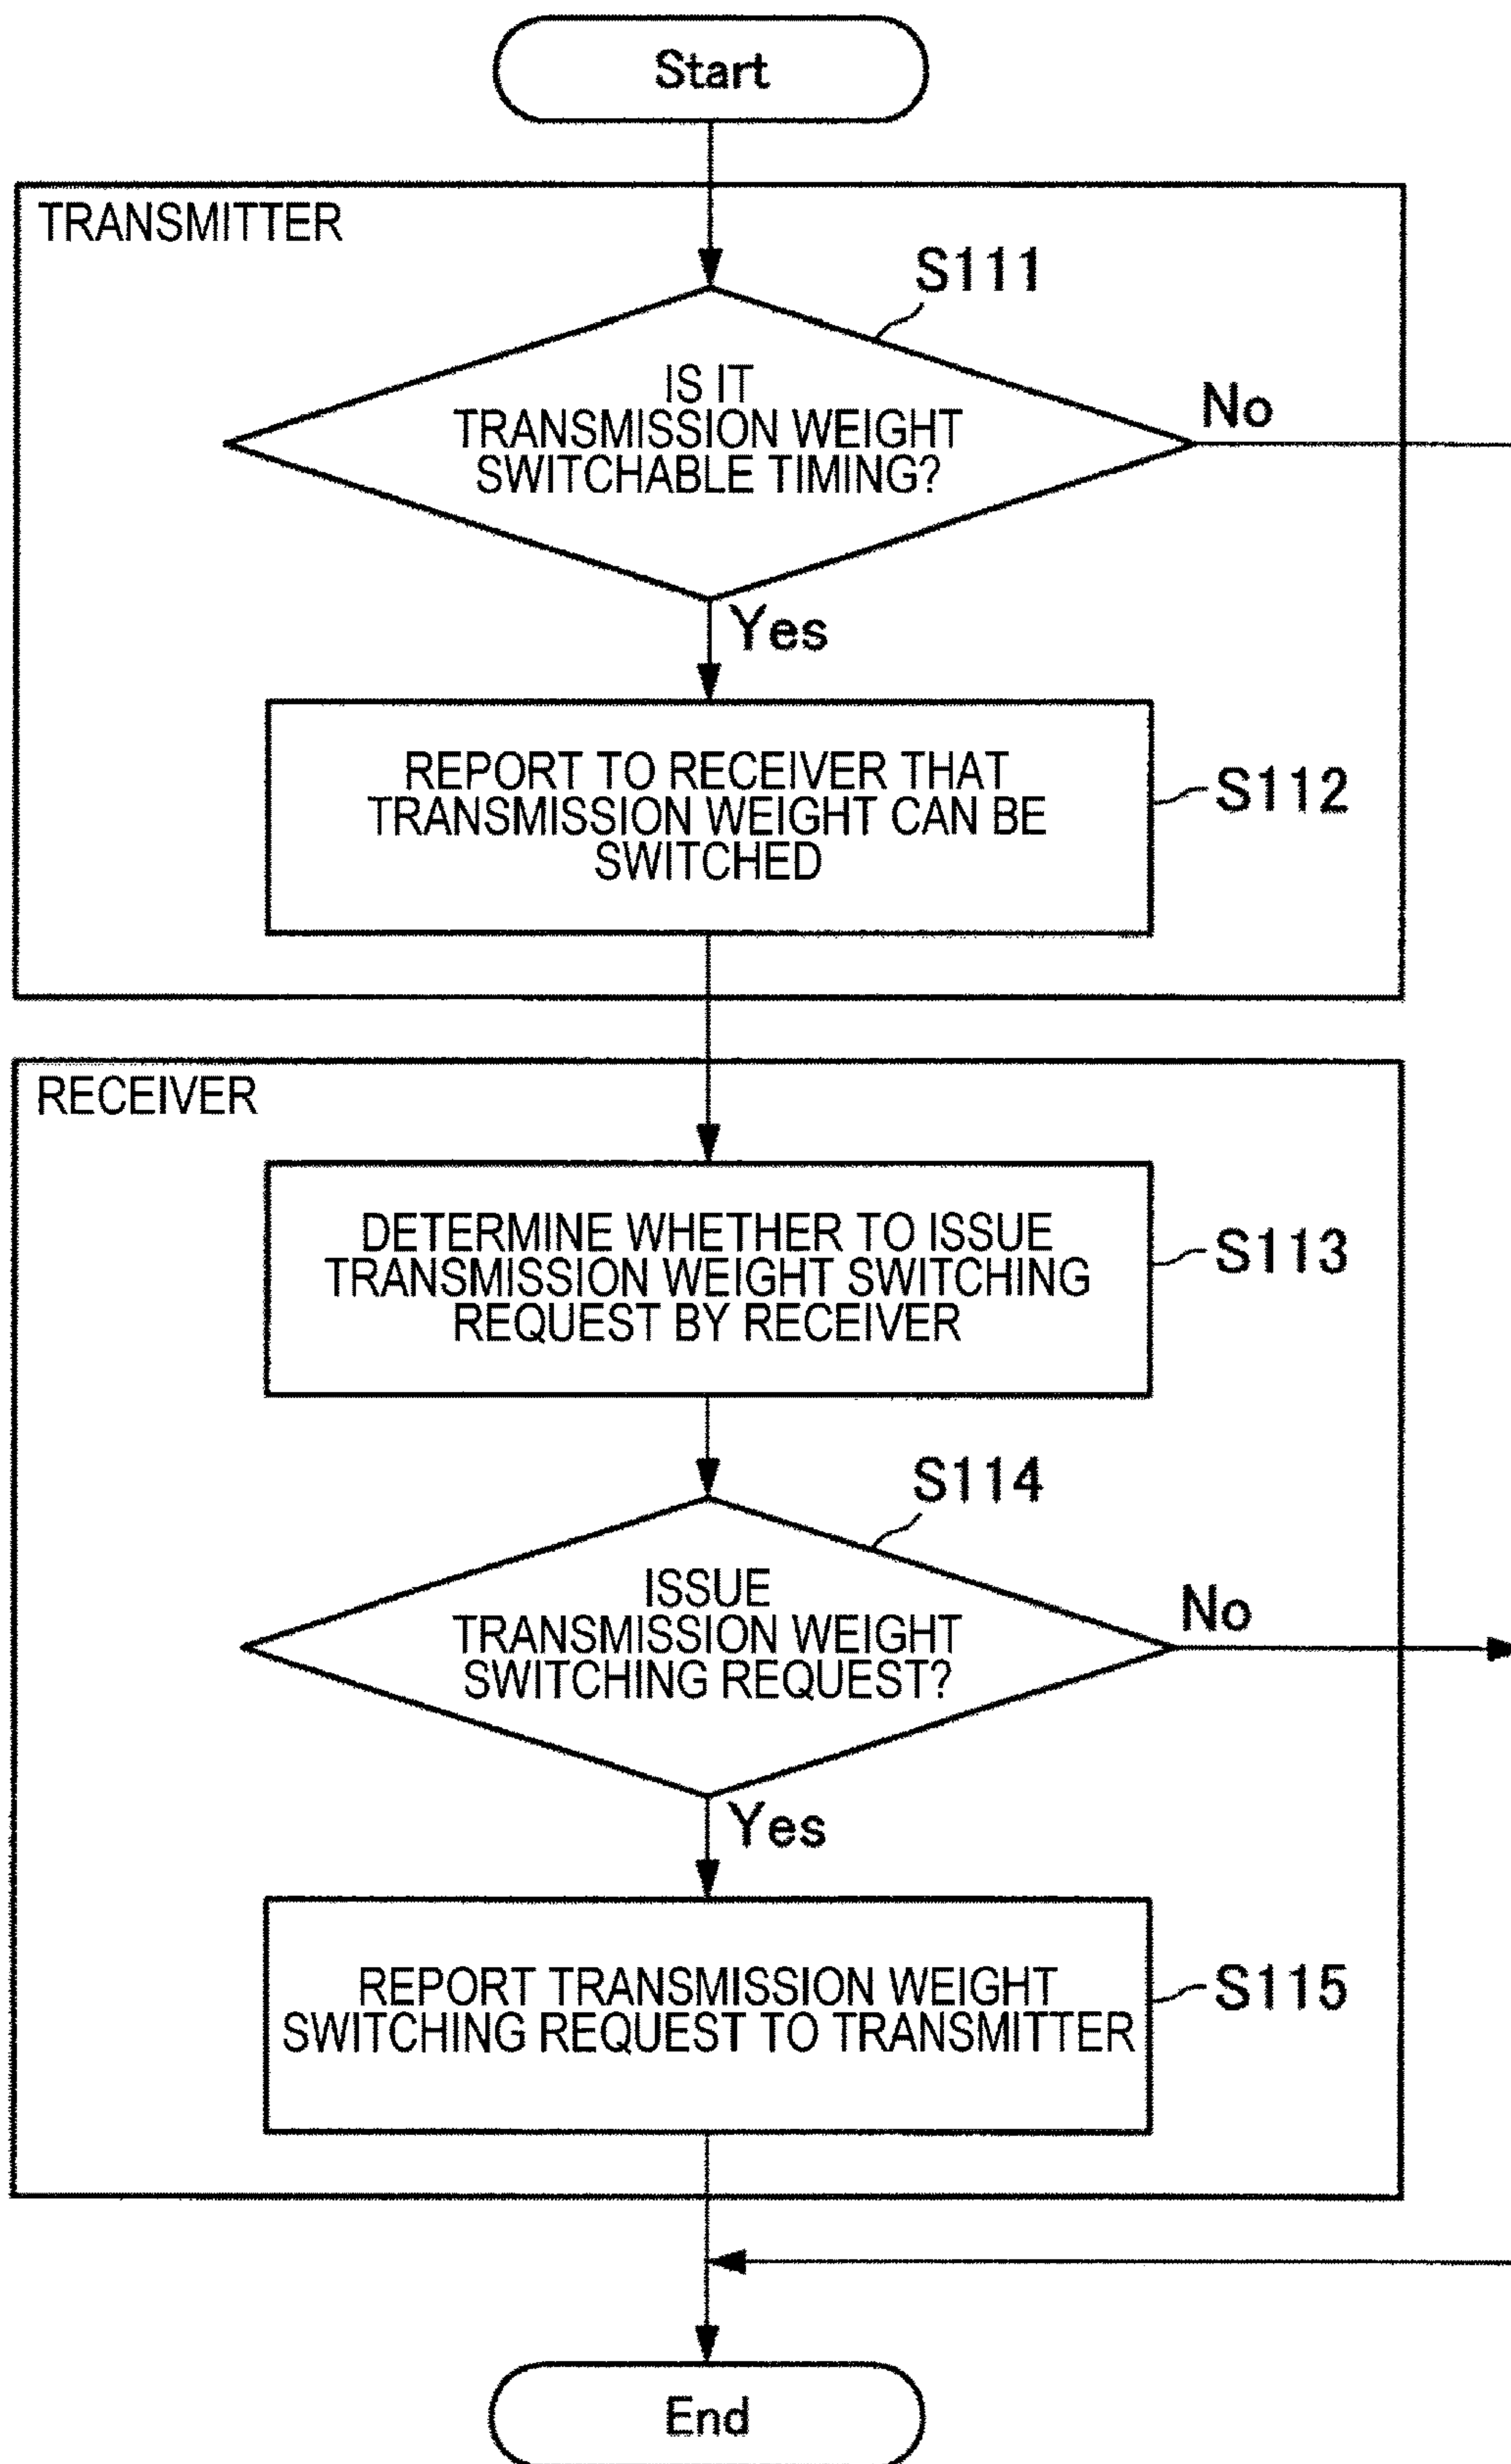 Start
TRANSMITTER
S111
IS IT
TRANSMISSION WEIGHT
SWITCHABLE TIMING?
No
Yes
REPORT TO RECEIVER THAT
TRANSMISSION WEIGHT CAN BE
SWITCHED
S112
RECEIVER
DETERMINE WHETHER TO ISSUE
TRANSMISSION WEIGHT SWITCHING
REQUEST BY RECEIVER
S113
S114
ISSUE
TRANSMISSION WEIGHT
SWITCHING REQUEST?
No
Yes
REPORT TRANSMISSION WEIGHT
SWITCHING REQUEST TO TRANSMITTER
S115
End